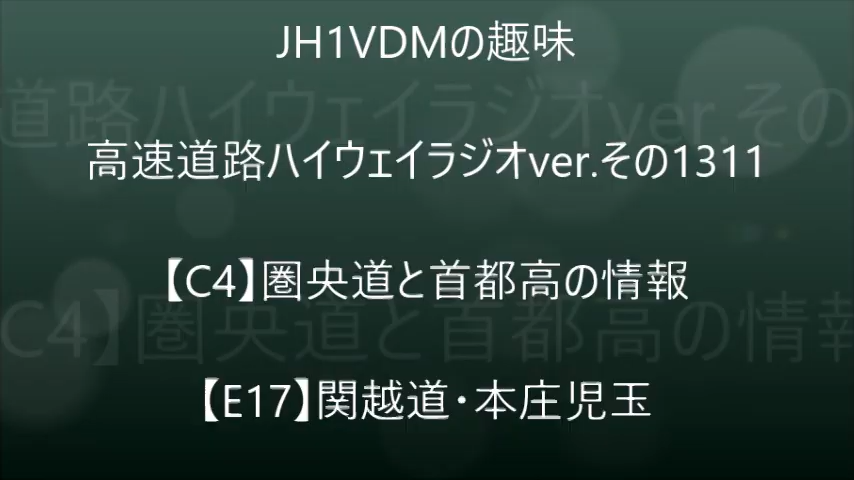 JH1VDMの趣味
高速道路ハイウェイラジオver.その1311
【C4】圏央道と首都高の情報
【E17】関越道・本庄児玉